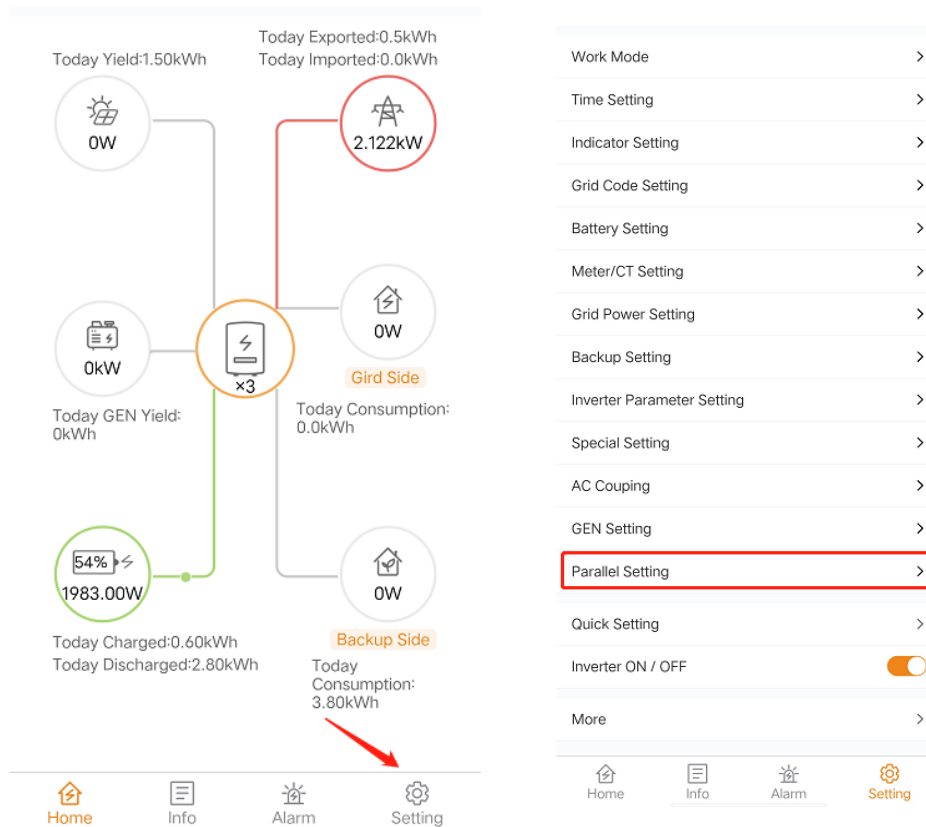 Today Exported:0.5kWh
Today Yield:1.50kWh
Today Imported:0.0kWh
0W
2.122kW
0W
0kW
×3
Gird Side
Today GEN Yield:
0kWh
Today Consumption:
0.0kWh
54%
1983.00W
0W
Today Charged:0.60kWh
Today Discharged:2.80kWh
Backup Side
Today
Consumption:
3.80kWh
Home
Info
Alarm
Setting
Work Mode
Time Setting
Indicator Setting
Grid Code Setting
Battery Setting
Meter/CT Setting
Grid Power Setting
Backup Setting
Inverter Parameter Setting
Special Setting
AC Couping
GEN Setting
Parallel Setting
Quick Setting
Inverter ON / OFF
More
Home
Info
Alarm
Setting